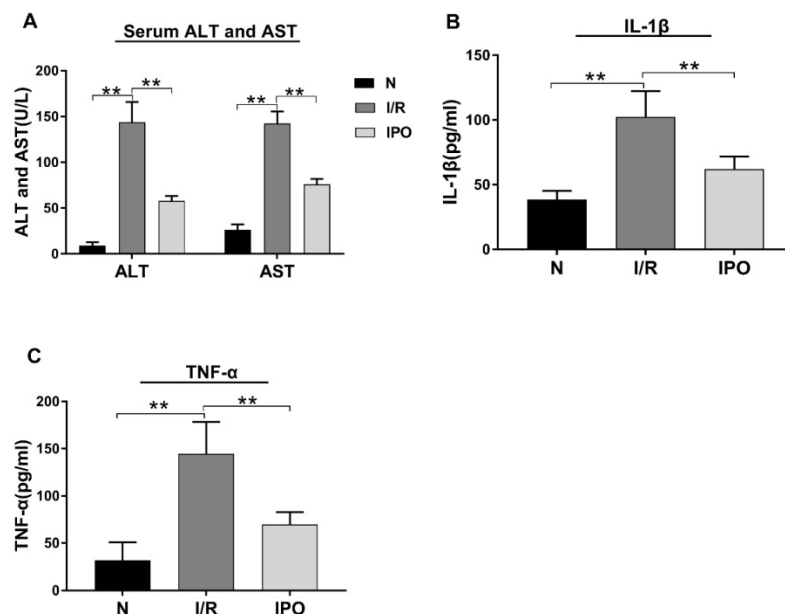 A
Serum ALT and AST
ALT and AST(U/L)
200
150
100
50
0
** ** ** **
ALT AST
N
I/R
IPO
B
IL-1β
IL-1β(pg/ml)
150
100
50
0
** **
N I/R IPO
C
TNF-α
TNF-α(pg/ml)
200
150
100
50
0
** **
N I/R IPO